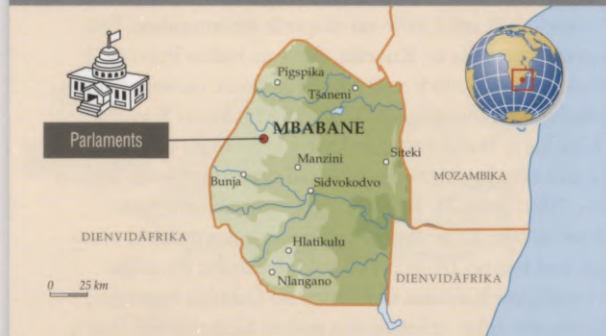 Pigspika
Tšaneni
MBABANE
Parlaments
Manzini
Siteki
Bunja
Sidvokodvo
MOZAMBIKA
DIENVIDĀFRIKA
Hlatikulu
Nlangano
DIENVIDĀFRIKA
0 25 km